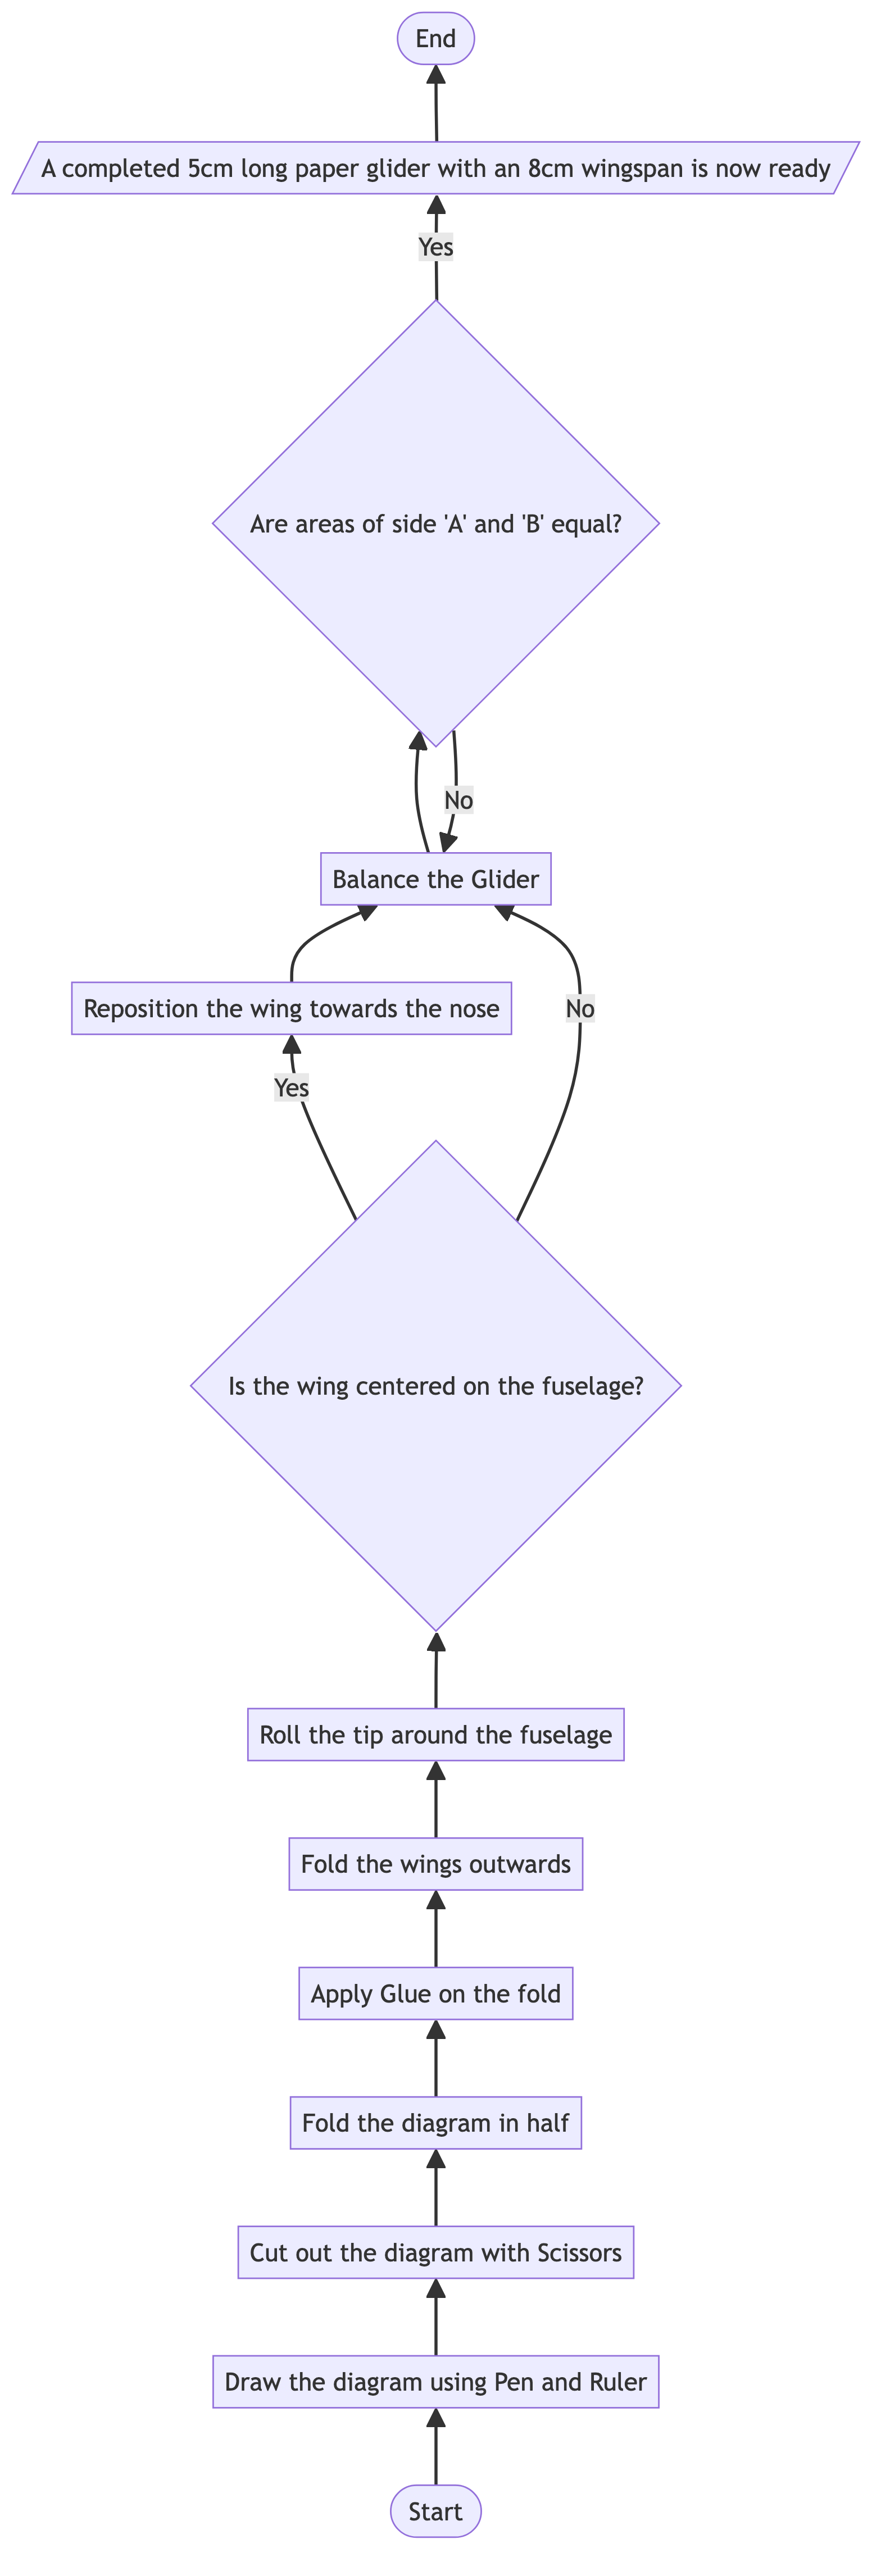 End
A completed 5cm long paper glider with an 8cm wingspan is now ready
Yes
Are areas of side 'A' and 'B' equal?
No
Balance the Glider
Reposition the wing towards the nose
No
Yes
Is the wing centered on the fuselage?
Roll the tip around the fuselage
Fold the wings outwards
Apply Glue on the fold
Fold the diagram in half
Cut out the diagram with Scissors
Draw the diagram using Pen and Ruler
Start